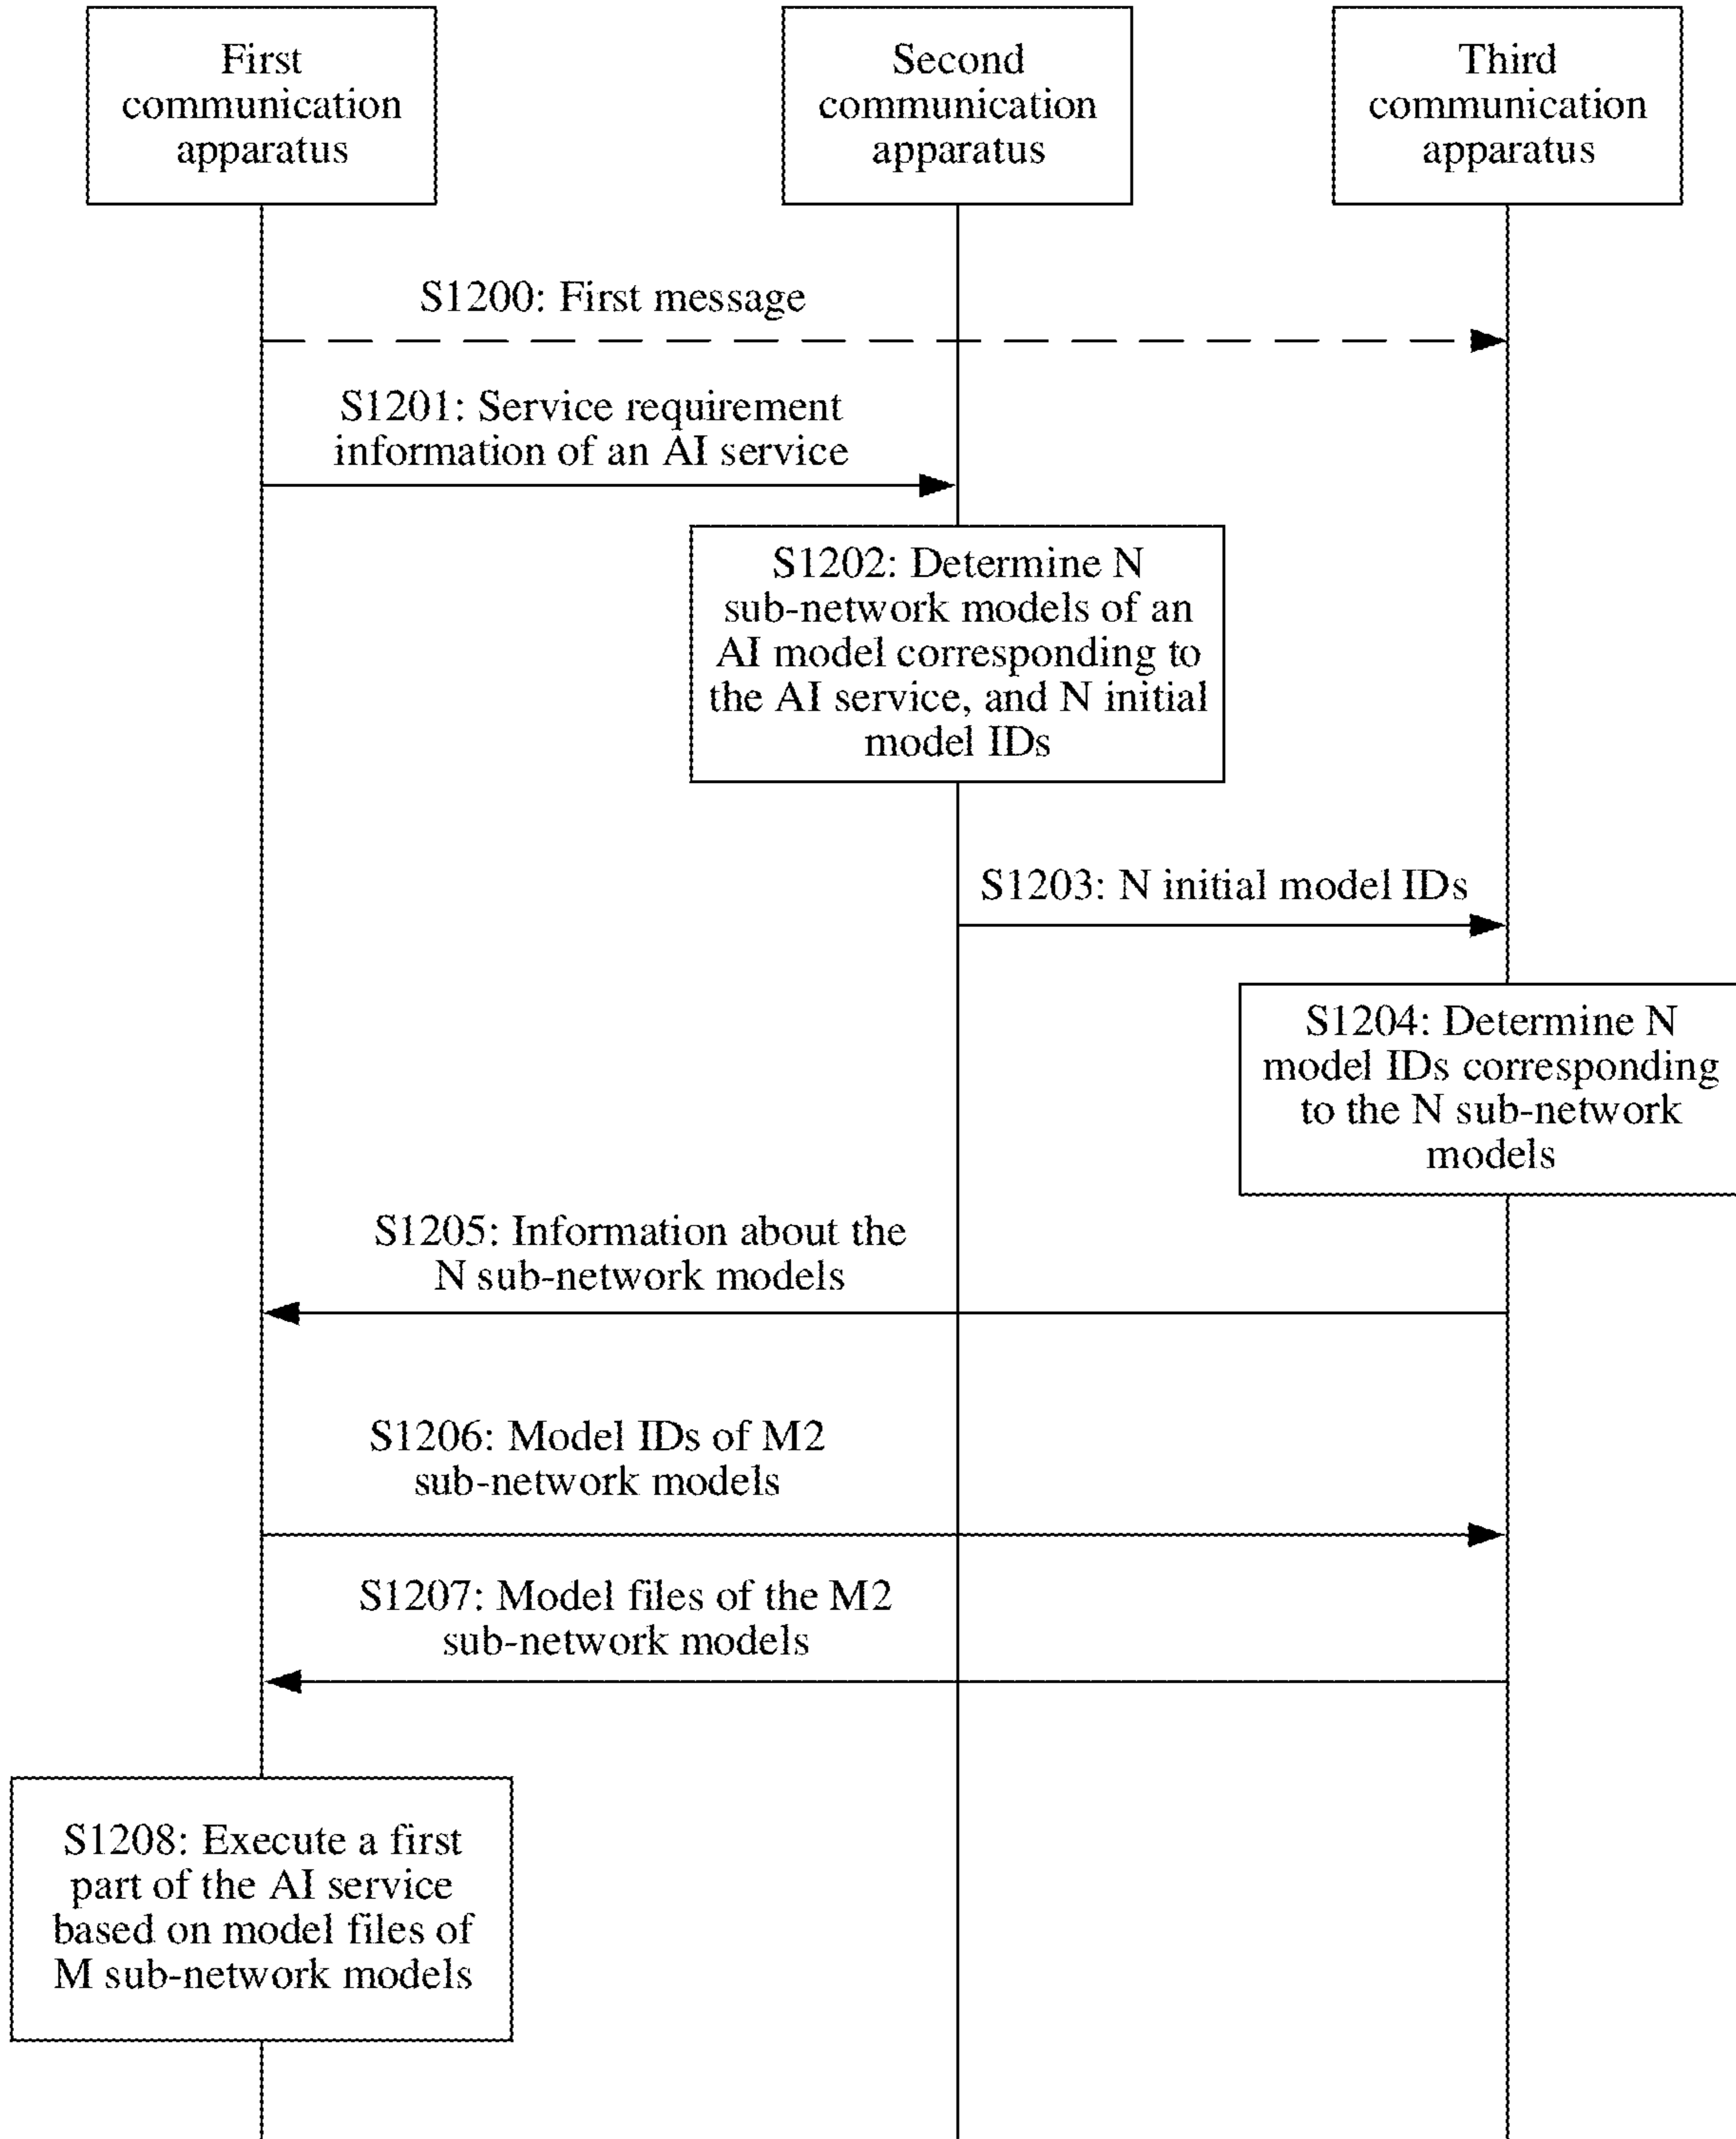 First
communication
apparatus
Second
communication
apparatus
Third
communication
apparatus
S1200: First message
S1201: Service requirement
information of an AI service
S1202: Determine N
sub-network models of an
AI model corresponding to
the AI service, and N initial
model IDs
S1203: N initial model IDs
S1204: Determine N
model IDs corresponding
to the N sub-network
models
S1205: Information about the
N sub-network models
S1206: Model IDs of M2
sub-network models
S1207: Model files of the M2
sub-network models
S1208: Execute a first
part of the AI service
based on model files of
M sub-network models